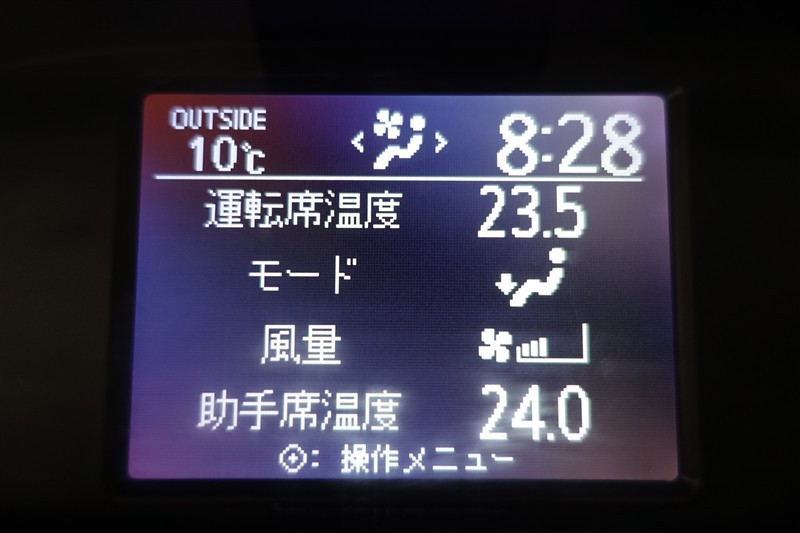 OUTSIDE
10℃
< > 8:28
運転席温度 23.5
モード
風量
助手席温度 24.0
: 操作メニュー